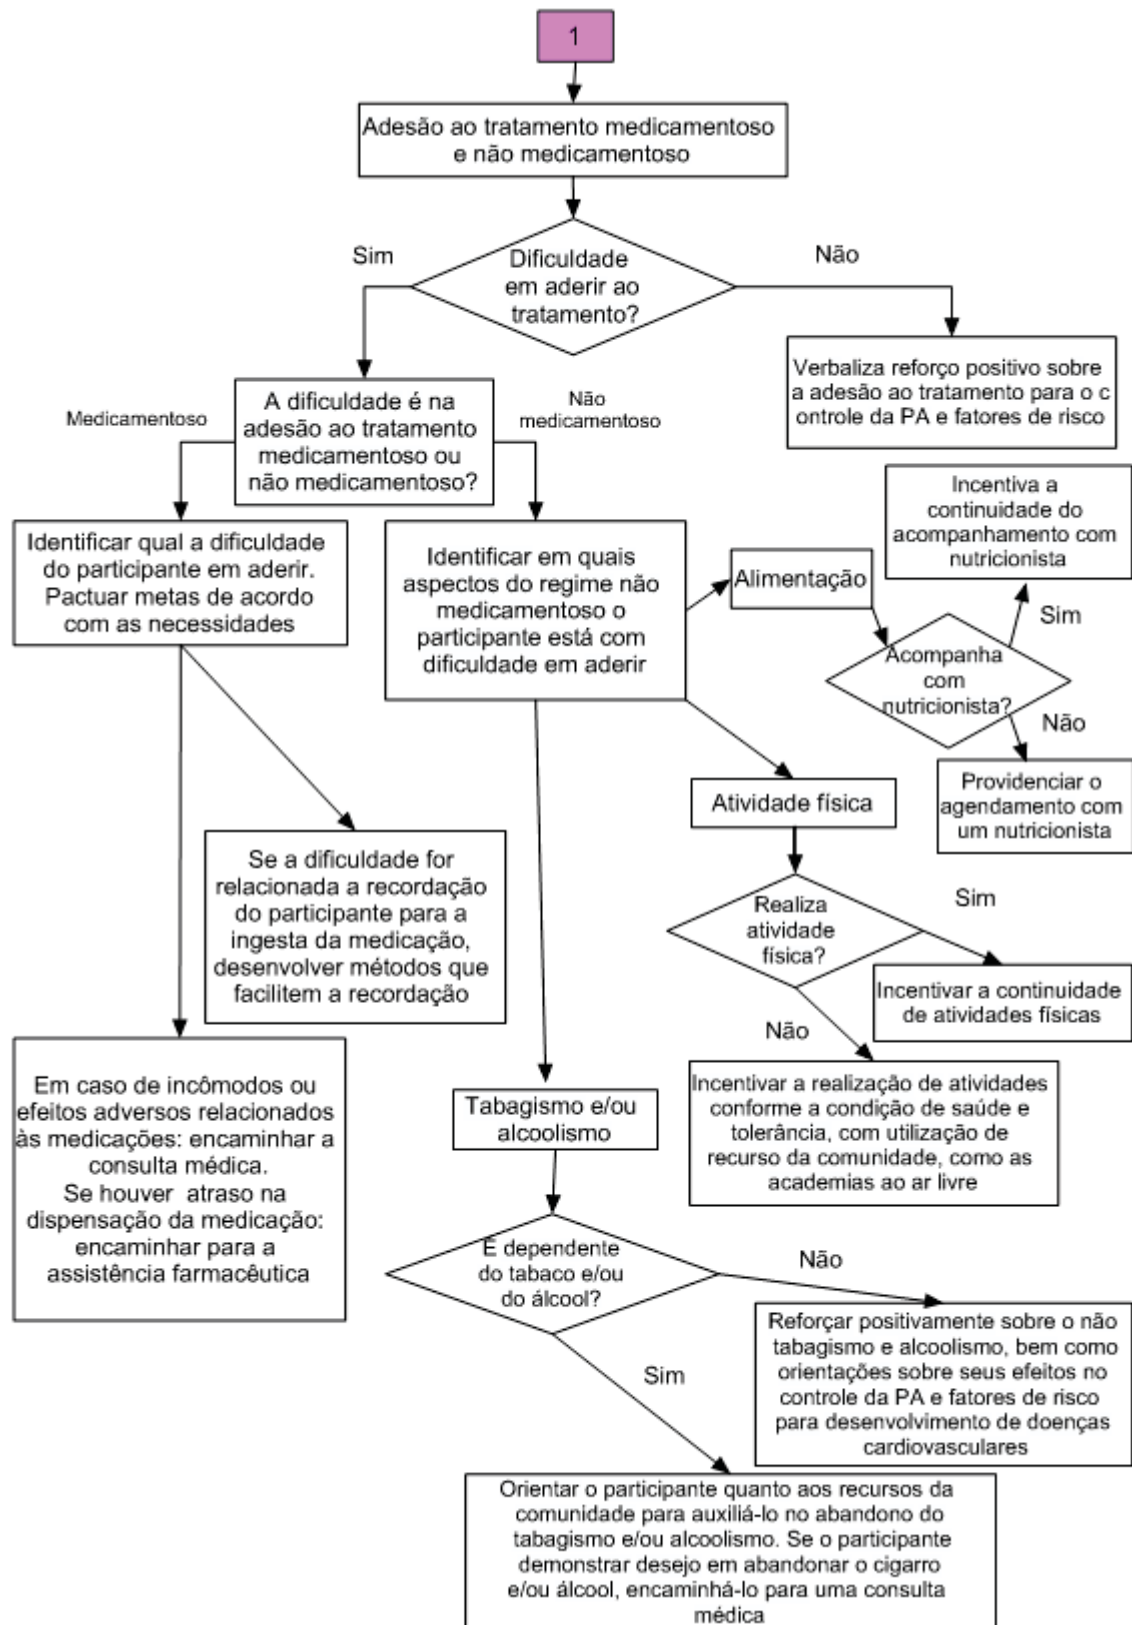 1
Adesão ao tratamento medicamentoso
e não medicamentoso
Sim
Não
Dificuldade
em aderir ao
tratamento?
Verbaliza reforço positivo sobre
a adesão ao tratamento para o c
ontrole da PA e fatores de risco
Medicamentoso
A dificuldade é na
adesão ao tratamento
medicamentoso ou
não medicamentoso?
Não
medicamentoso
Identificar qual a dificuldade
do participante em aderir.
Pactuar metas de acordo
com as necessidades
Identificar em quais
aspectos do regime não
medicamentoso o
participante está com
dificuldade em aderir
Alimentação
Incentiva a
continuidade do
acompanhamento com
nutricionista
Sim
Acompanha
com
nutricionista?
Não
Providenciar o
agendamento com
um nutricionista
Atividade física
Realiza
atividade
física?
Sim
Incentivar a continuidade
de atividades físicas
Não
Incentivar a realização de atividades
conforme a condição de saúde e
tolerância, com utilização de
recurso da comunidade, como as
academias ao ar livre
Se a dificuldade for
relacionada a recordação
do participante para a
ingesta da medicação,
desenvolver métodos que
facilitem a recordação
Em caso de incômodos ou
efeitos adversos relacionados
às medicações: encaminhar a
consulta médica.
Se houver atraso na
dispensação da medicação:
encaminhar para a
assistência farmacêutica
Tabagismo e/ou
alcoolismo
É dependente
do tabaco e/ou
do álcool?
Não
Reforçar positivamente sobre o não
tabagismo e alcoolismo, bem como
orientações sobre seus efeitos no
controle da PA e fatores de risco
para desenvolvimento de doenças
cardiovasculares
Sim
Orientar o participante quanto aos recursos da
comunidade para auxiliá-lo no abandono do
tabagismo e/ou alcoolismo. Se o participante
demonstrar desejo em abandonar o cigarro
e/ou álcool, encaminhá-lo para uma consulta
médica